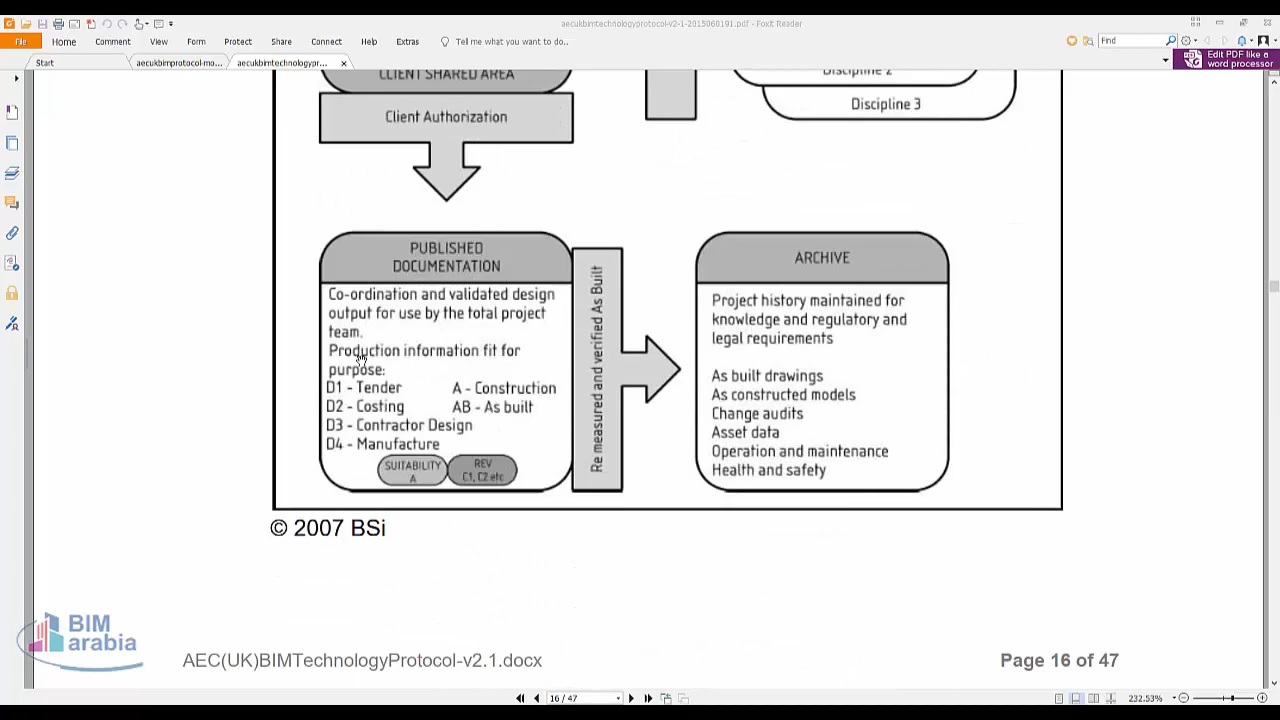 aecukbimtechnologyprotocol-v2-1-2015060191.pdf - Foxit Reader
File Home Comment View Form Protect Share Connect Help Extras Tell me what you want to do.. Find
Edit PDF like a
word processor
Start aecukbimprotocol-mo... aecukbimtechnologypr...
CLIENT SHARED AREA
Discipline 2
Discipline 3
Client Authorization
PUBLISHED
DOCUMENTATION
Co-ordination and validated design
output for use by the total project
team.
Production information fit for
purpose:
D1 - Tender A - Construction
D2 - Costing AB - As built
D3 - Contractor Design
D4 - Manufacture
SUITABILITY
A
REV
C1, C2 etc
Re measured and verified As Built
ARCHIVE
Project history maintained for
knowledge and regulatory and
legal requirements
As built drawings
As constructed models
Change audits
Asset data
Operation and maintenance
Health and safety
© 2007 BSi
BIM
arabia
AEC(UK)BIMTechnologyProtocol-v2.1.docx Page 16 of 47
16 / 47
232.53%